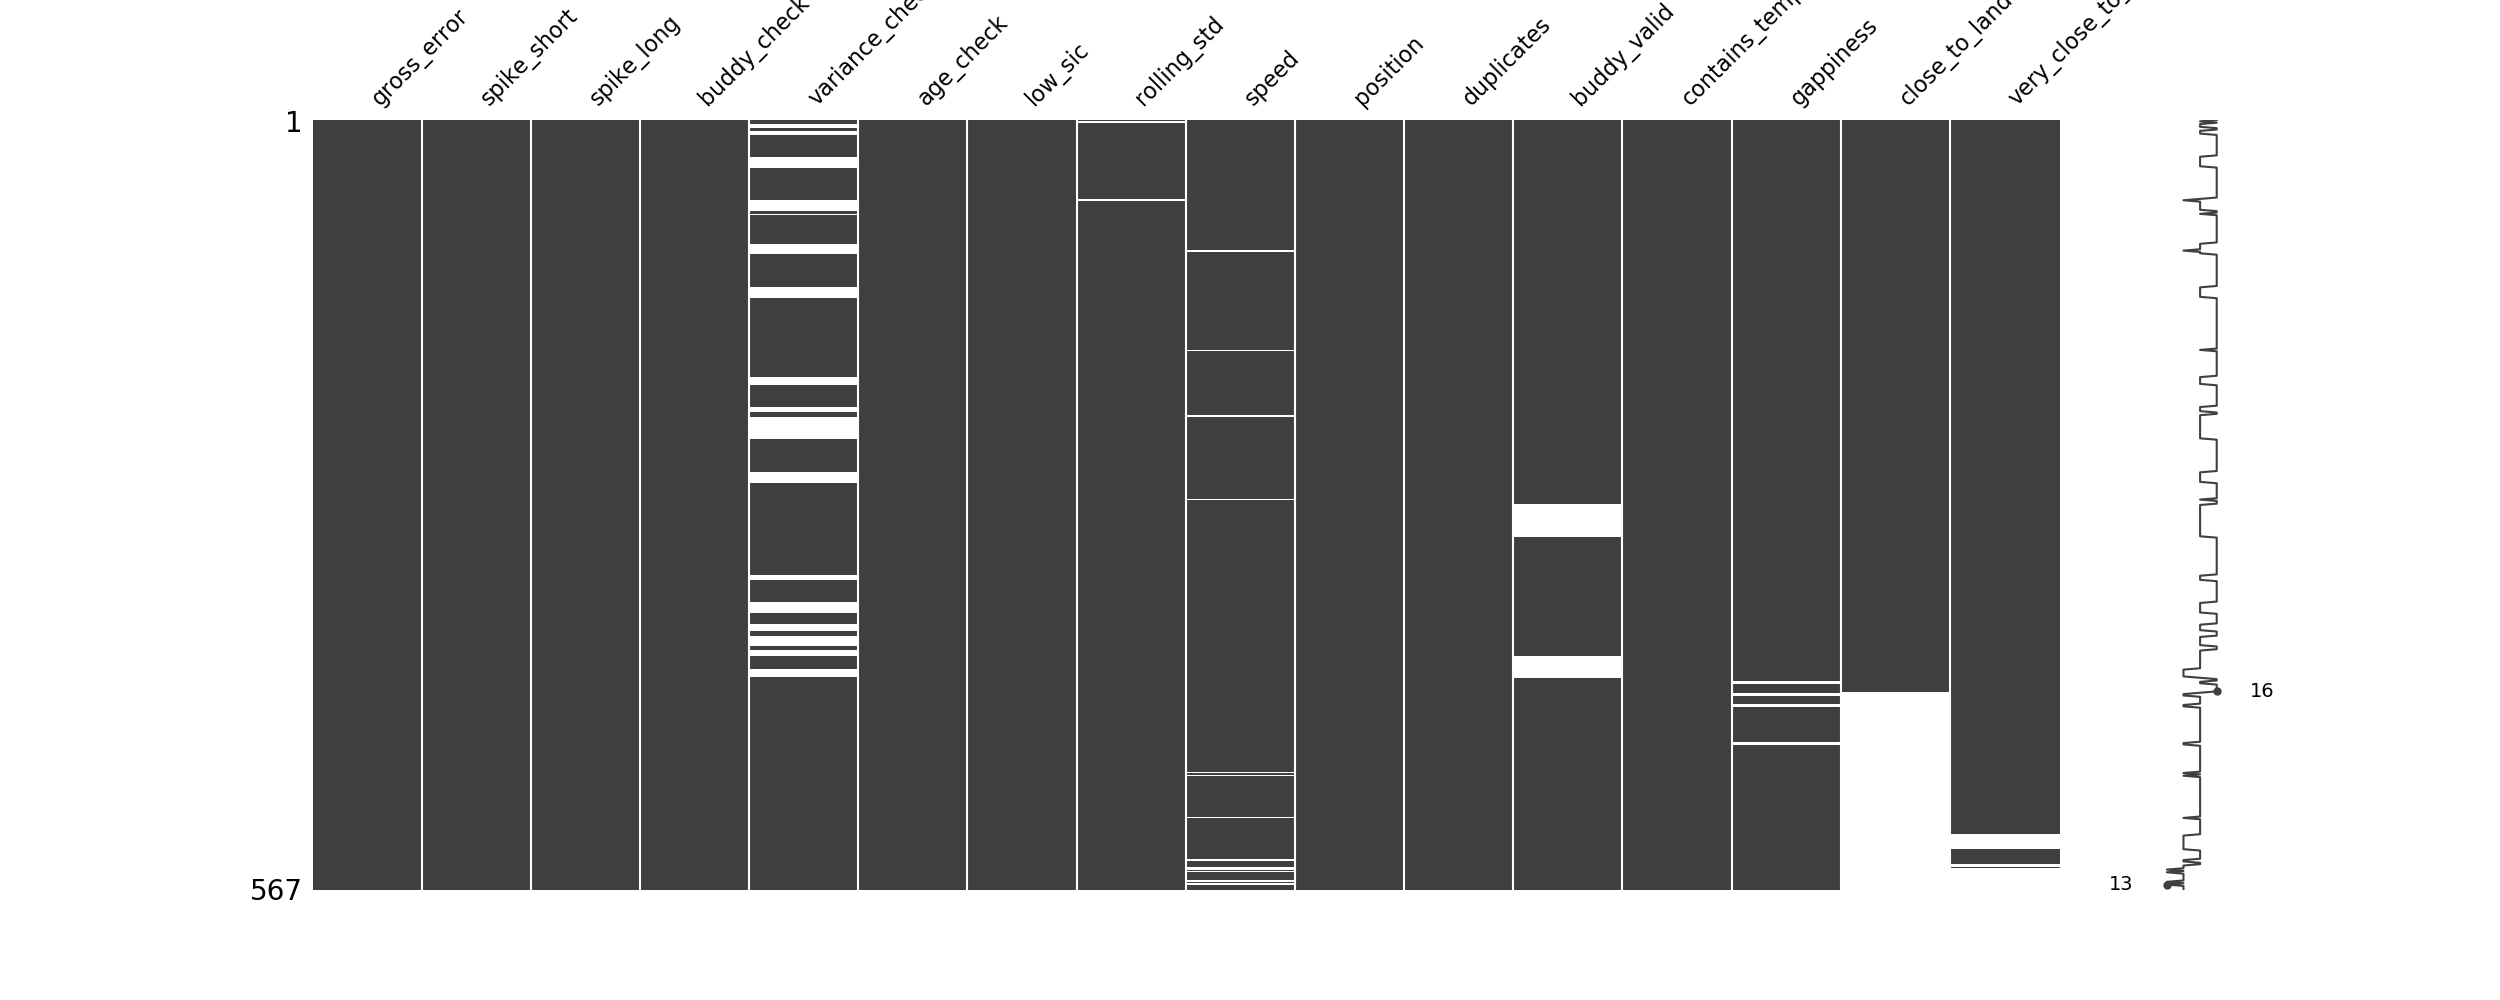 gross_error
spike_short
spike_long
buddy_check
variance_che
age_check
low_sic
rolling_std
speed
position
duplicates
buddy_valid
contains_temp
gappiness
close_to_land
very_close_to_
1
567
16
13